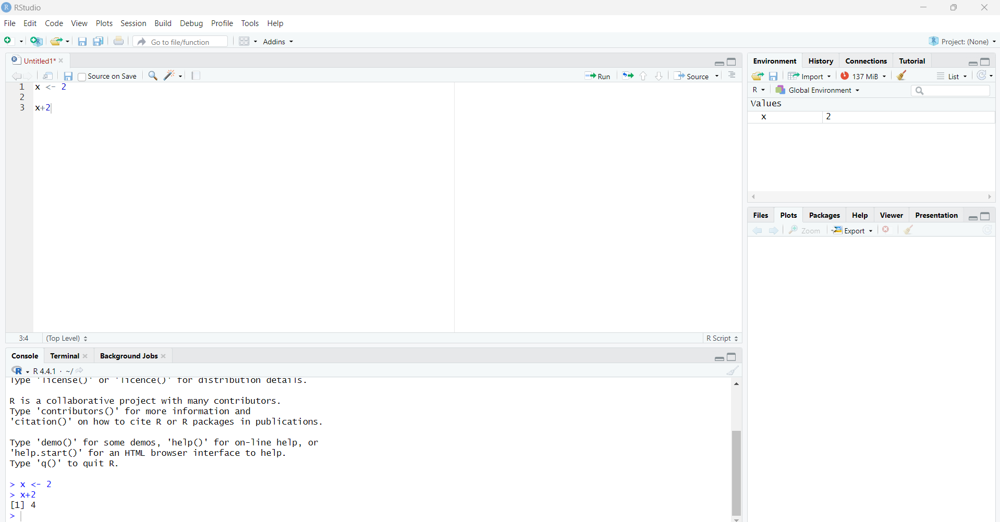 RStudio
File Edit Code View Plots Session Build Debug Profile Tools Help
Go to file/function Addins Project: (None)
Untitled1*
Source on Save Run Source
1 x <- 2
2
3 x+2
3:4 (Top Level) R Script
Console Terminal Background Jobs
R 4.4.1 · ~/
Type 'license()' or 'licence()' for distribution details.
R is a collaborative project with many contributors.
Type 'contributors()' for more information and
'citation()' on how to cite R or R packages in publications.
Type 'demo()' for some demos, 'help()' for on-line help, or
'help.start()' for an HTML browser interface to help.
Type 'q()' to quit R.
> x <- 2
> x+2
[1] 4
>
Environment History Connections Tutorial
Import 137 MiB List
R Global Environment
Values
x 2
Files Plots Packages Help Viewer Presentation
Zoom Export